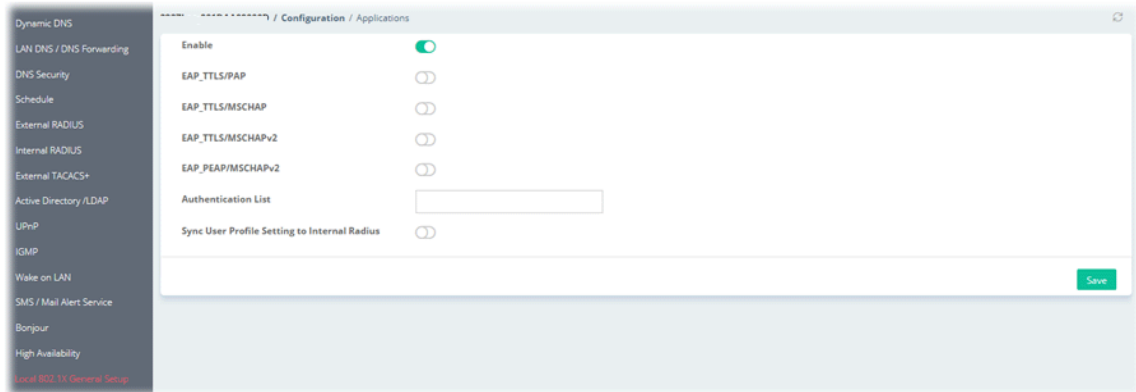 Dynamic DNS
LAN DNS / DNS Forwarding
DNS Security
Schedule
External RADIUS
Internal RADIUS
External TACACS+
Active Directory /LDAP
UPnP
IGMP
Wake on LAN
SMS / Mail Alert Service
Bonjour
High Availability
Local 802.1X General Setup
/ Configuration / Applications
Enable
EAP_TTLS/PAP
EAP_TTLS/MSCHAP
EAP_TTLS/MSCHAPv2
EAP_PEAP/MSCHAPv2
Authentication List
Sync User Profile Setting to Internal Radius
Save